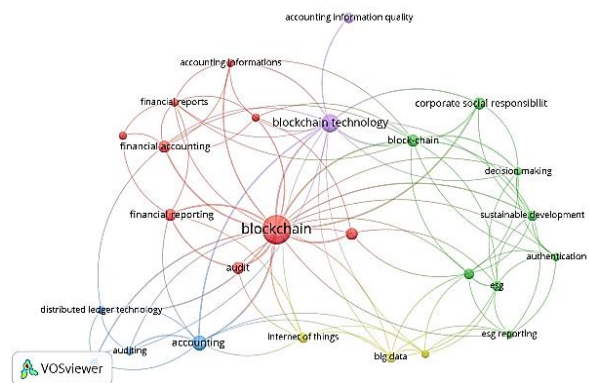 accounting information quality
accounting informations
financial reports
corporate social responsibilit
blockchain technology
block-chain
financial accounting
decision making
financial reporting
sustainable development
blockchain
authentication
audit
esg
distributed ledger technology
internet of things
esg reporting
accounting
auditing
big data
VOSviewer